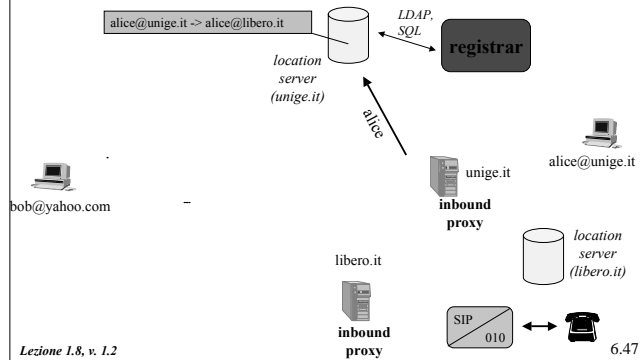 alice@unige.it -> alice@libero.it
LDAP,
SQL
registrar
location
server
(unige.it)
alice
unige.it
inbound
proxy
alice@unige.it
bob@yahoo.com
location
server
(libero.it)
libero.it
inbound
proxy
SIP
010
Lezione 1.8, v. 1.2
6.47